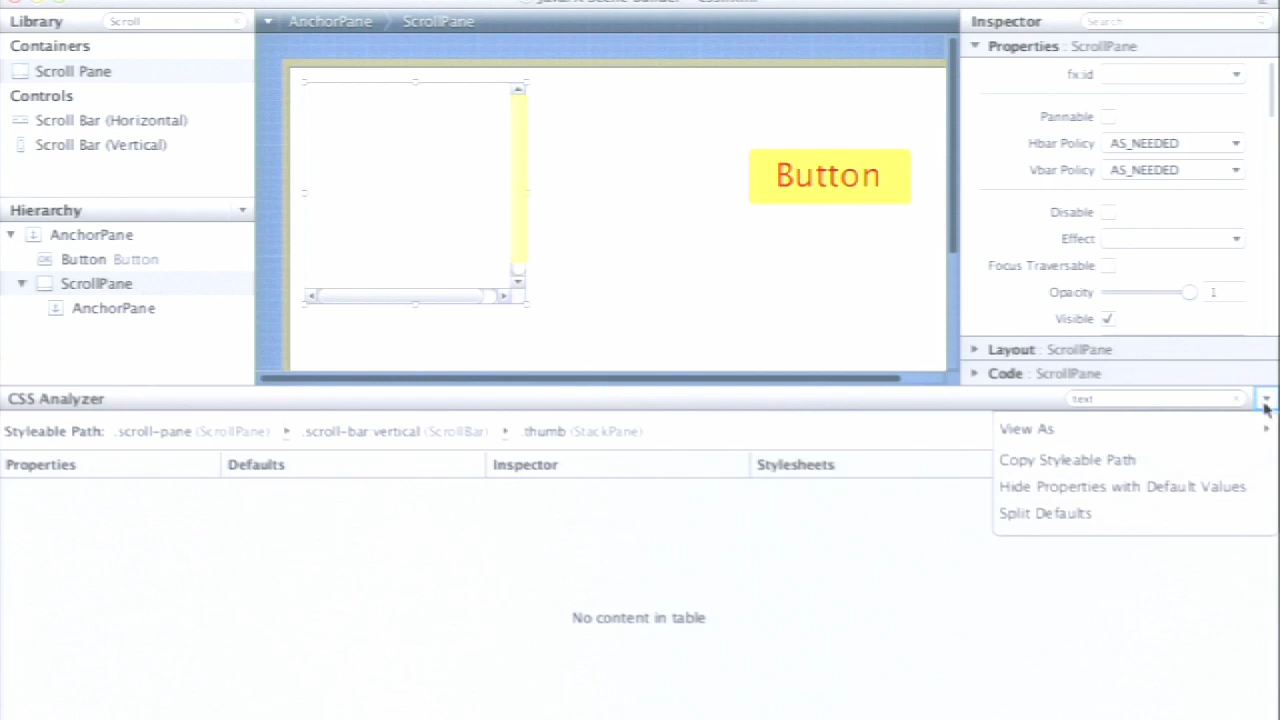 Library
Scroll
AnchorPane
ScrollPane
Inspector
Search
Containers
Scroll Pane
Controls
Scroll Bar (Horizontal)
Scroll Bar (Vertical)
Hierarchy
AnchorPane
Button Button
ScrollPane
AnchorPane
Button
Properties : ScrollPane
fx:id
Pannable
Hbar Policy AS_NEEDED
Vbar Policy AS_NEEDED
Disable
Effect
Focus Traversable
Opacity 1
Visible
Layout : ScrollPane
Code : ScrollPane
CSS Analyzer
text
Styleable Path: .scroll-pane (ScrollPane) .scroll-bar:vertical (ScrollBar) .thumb (StackPane)
Properties Defaults Inspector Stylesheets
View As
Copy Styleable Path
Hide Properties with Default Values
Split Defaults
No content in table